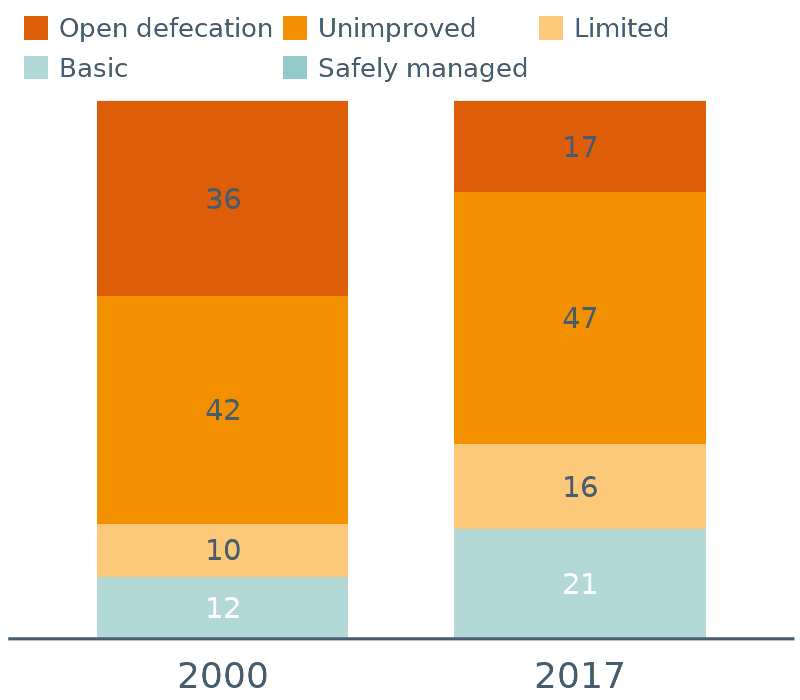 Open defecation Unimproved Limited
Basic Safely managed
36 17
42 47
10 16
12 21
2000 2017